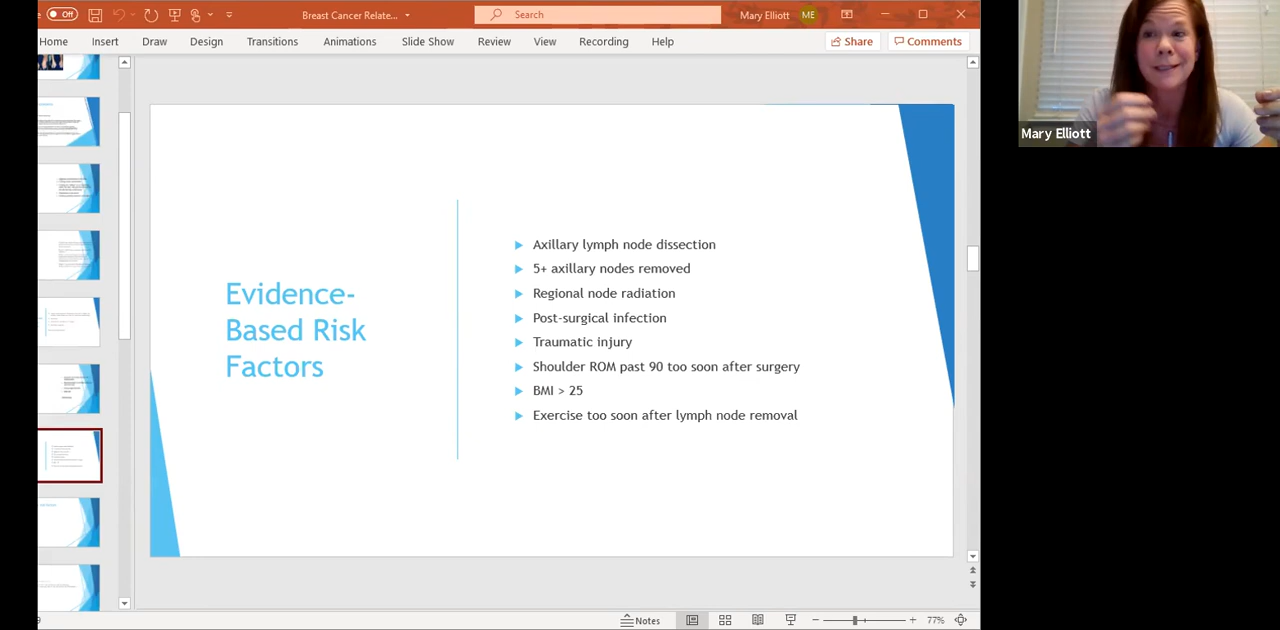 Off
Breast Cancer Relate...
Search
Mary Elliott
ME
Home
Insert
Draw
Design
Transitions
Animations
Slide Show
Review
View
Recording
Help
Share
Comments
Mary Elliott
Evidence-
Based Risk
Factors
Axillary lymph node dissection
5+ axillary nodes removed
Regional node radiation
Post-surgical infection
Traumatic injury
Shoulder ROM past 90 too soon after surgery
BMI > 25
Exercise too soon after lymph node removal
Notes
77%